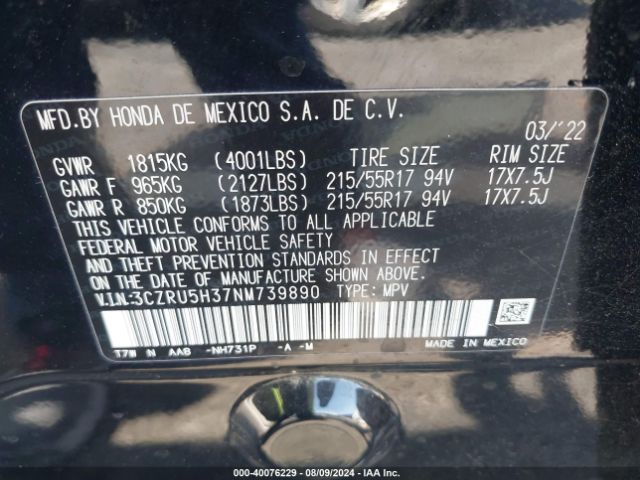 MFD.BY HONDA DE MEXICO S.A. DE C.V.
03/'22
GVWR 1815KG (4001LBS) TIRE SIZE RIM SIZE
GAWR F 965KG (2127LBS) 215/55R17 94V 17X7.5J
GAWR R 850KG (1873LBS) 215/55R17 94V 17X7.5J
THIS VEHICLE CONFORMS TO ALL APPLICABLE
FEDERAL MOTOR VEHICLE SAFETY
AND THEFT PREVENTION STANDARDS IN EFFECT
ON THE DATE OF MANUFACTURE SHOWN ABOVE.
V.I.N:3CZRU5H37NM739890 TYPE: MPV
T7W N AAB -NH731P -A -M MADE IN MEXICO
000-40076229 - 08/09/2024 - IAA Inc.